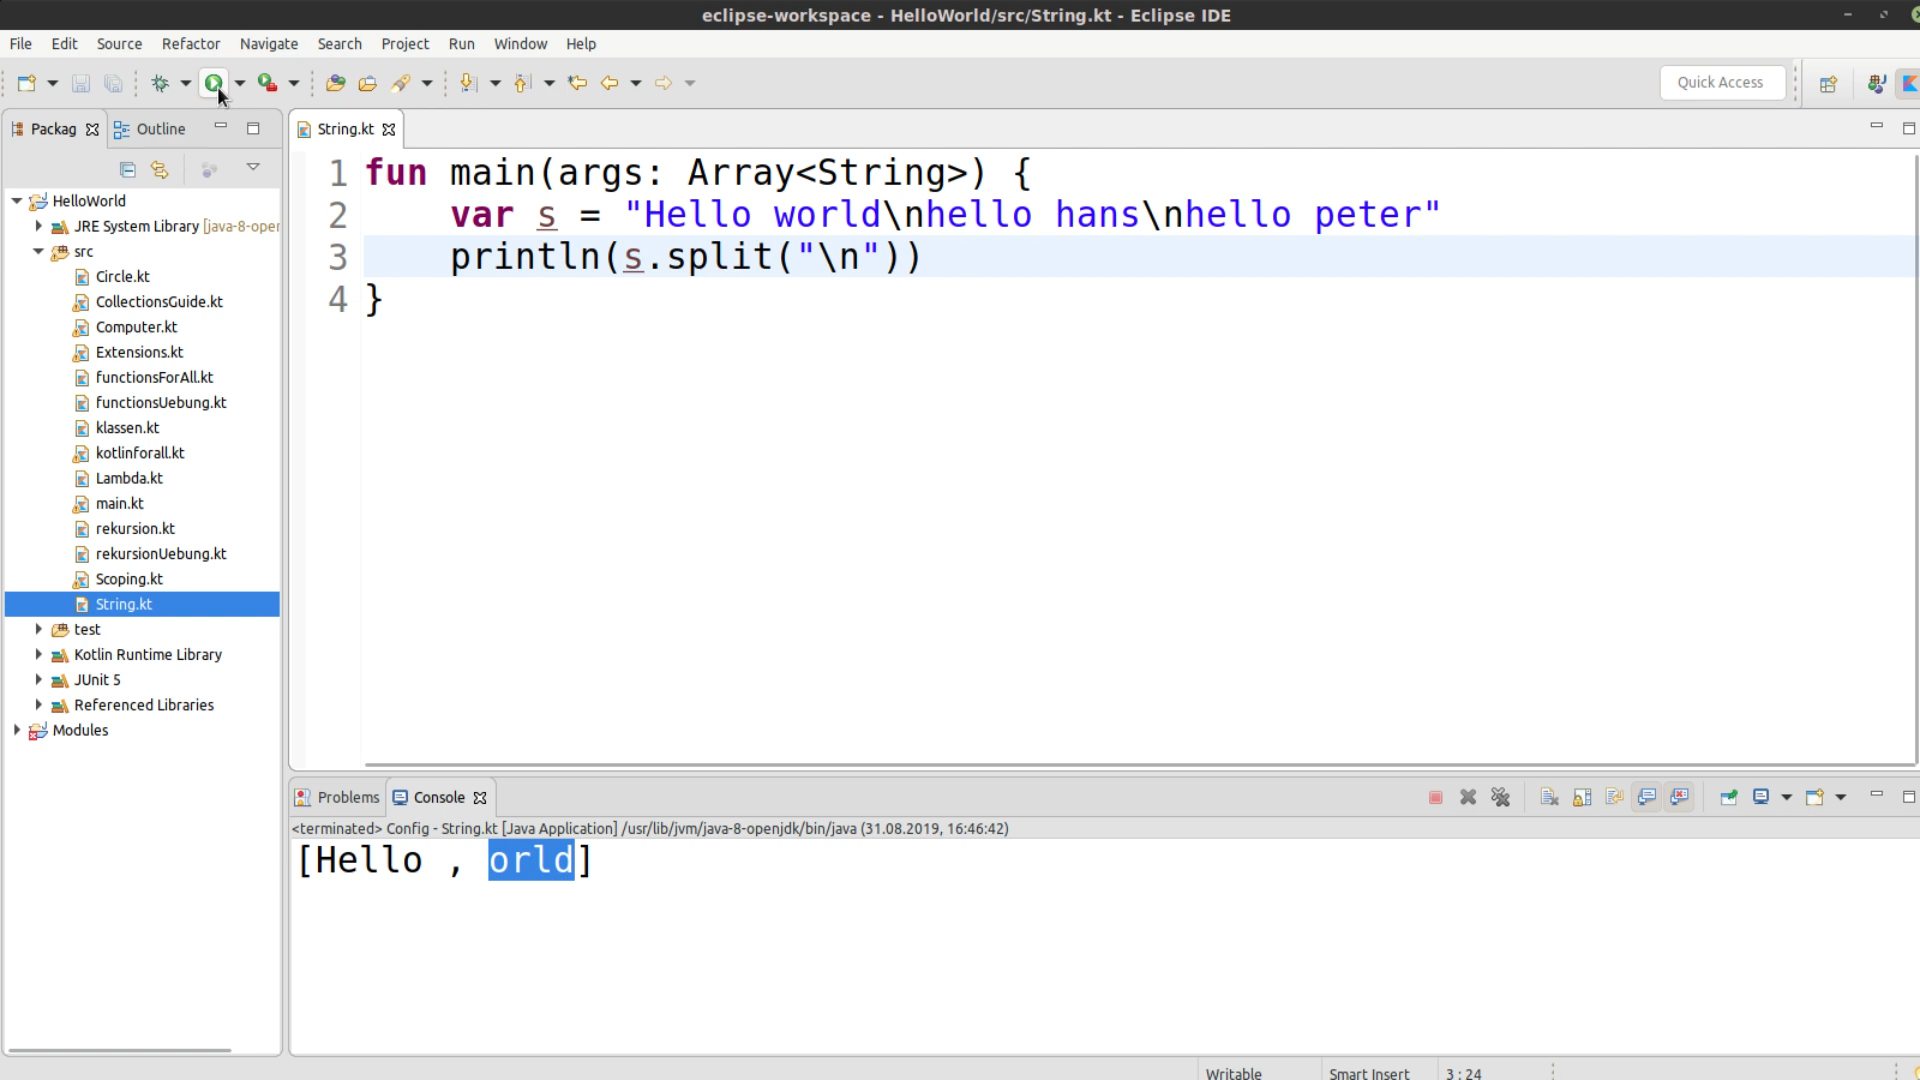 eclipse-workspace - HelloWorld/src/String.kt - Eclipse IDE
File Edit Source Refactor Navigate Search Project Run Window Help
Quick Access
Packag Outline
String.kt
HelloWorld
JRE System Library [java-8-oper
src
Circle.kt
CollectionsGuide.kt
Computer.kt
Extensions.kt
functionsForAll.kt
functionsUebung.kt
klassen.kt
kotlinforall.kt
Lambda.kt
main.kt
rekursion.kt
rekursionUebung.kt
Scoping.kt
String.kt
test
Kotlin Runtime Library
JUnit 5
Referenced Libraries
Modules
1 fun main(args: Array<String>) {
2 var s = "Hello world\nhello hans\nhello peter"
3 println(s.split("\n"))
4 }
Problems Console
<terminated> Config - String.kt [Java Application] /usr/lib/jvm/java-8-openjdk/bin/java (31.08.2019, 16:46:42)
[Hello , orld]
Writable Smart Insert 3 : 24